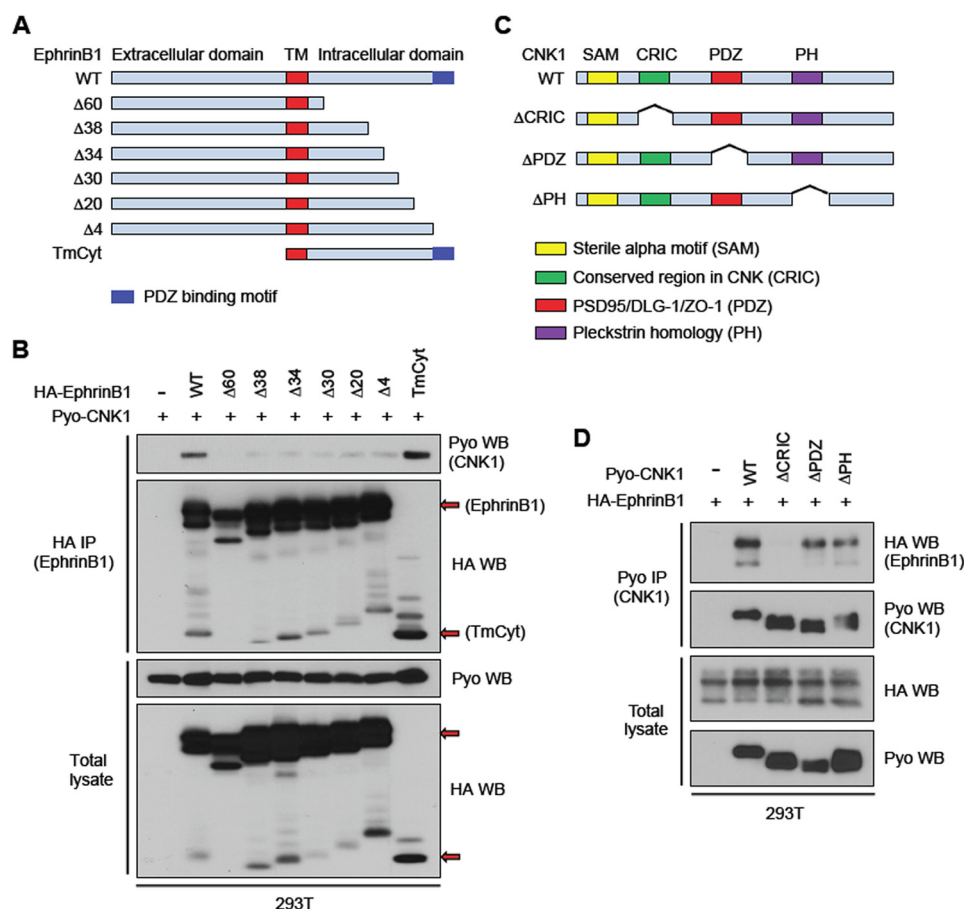 A
EphrinB1 Extracellular domain TM Intracellular domain
WT
Δ60
Δ38
Δ34
Δ30
Δ20
Δ4
TmCyt
PDZ binding motif
B
HA-EphrinB1 - WT Δ60 Δ38 Δ34 Δ30 Δ20 Δ4 TmCyt
Pyo-CNK1 + + + + + + + + +
HA IP
(EphrinB1)
Pyo WB
(CNK1)
(EphrinB1)
HA WB
(TmCyt)
Total
lysate
Pyo WB
HA WB
293T
C
CNK1 SAM CRIC PDZ PH
WT
ΔCRIC
ΔPDZ
ΔPH
Sterile alpha motif (SAM)
Conserved region in CNK (CRIC)
PSD95/DLG-1/ZO-1 (PDZ)
Pleckstrin homology (PH)
D
Pyo-CNK1 - WT ΔCRIC ΔPDZ ΔPH
HA-EphrinB1 + + + + +
Pyo IP
(CNK1)
HA WB
(EphrinB1)
Pyo WB
(CNK1)
Total
lysate
HA WB
Pyo WB
293T